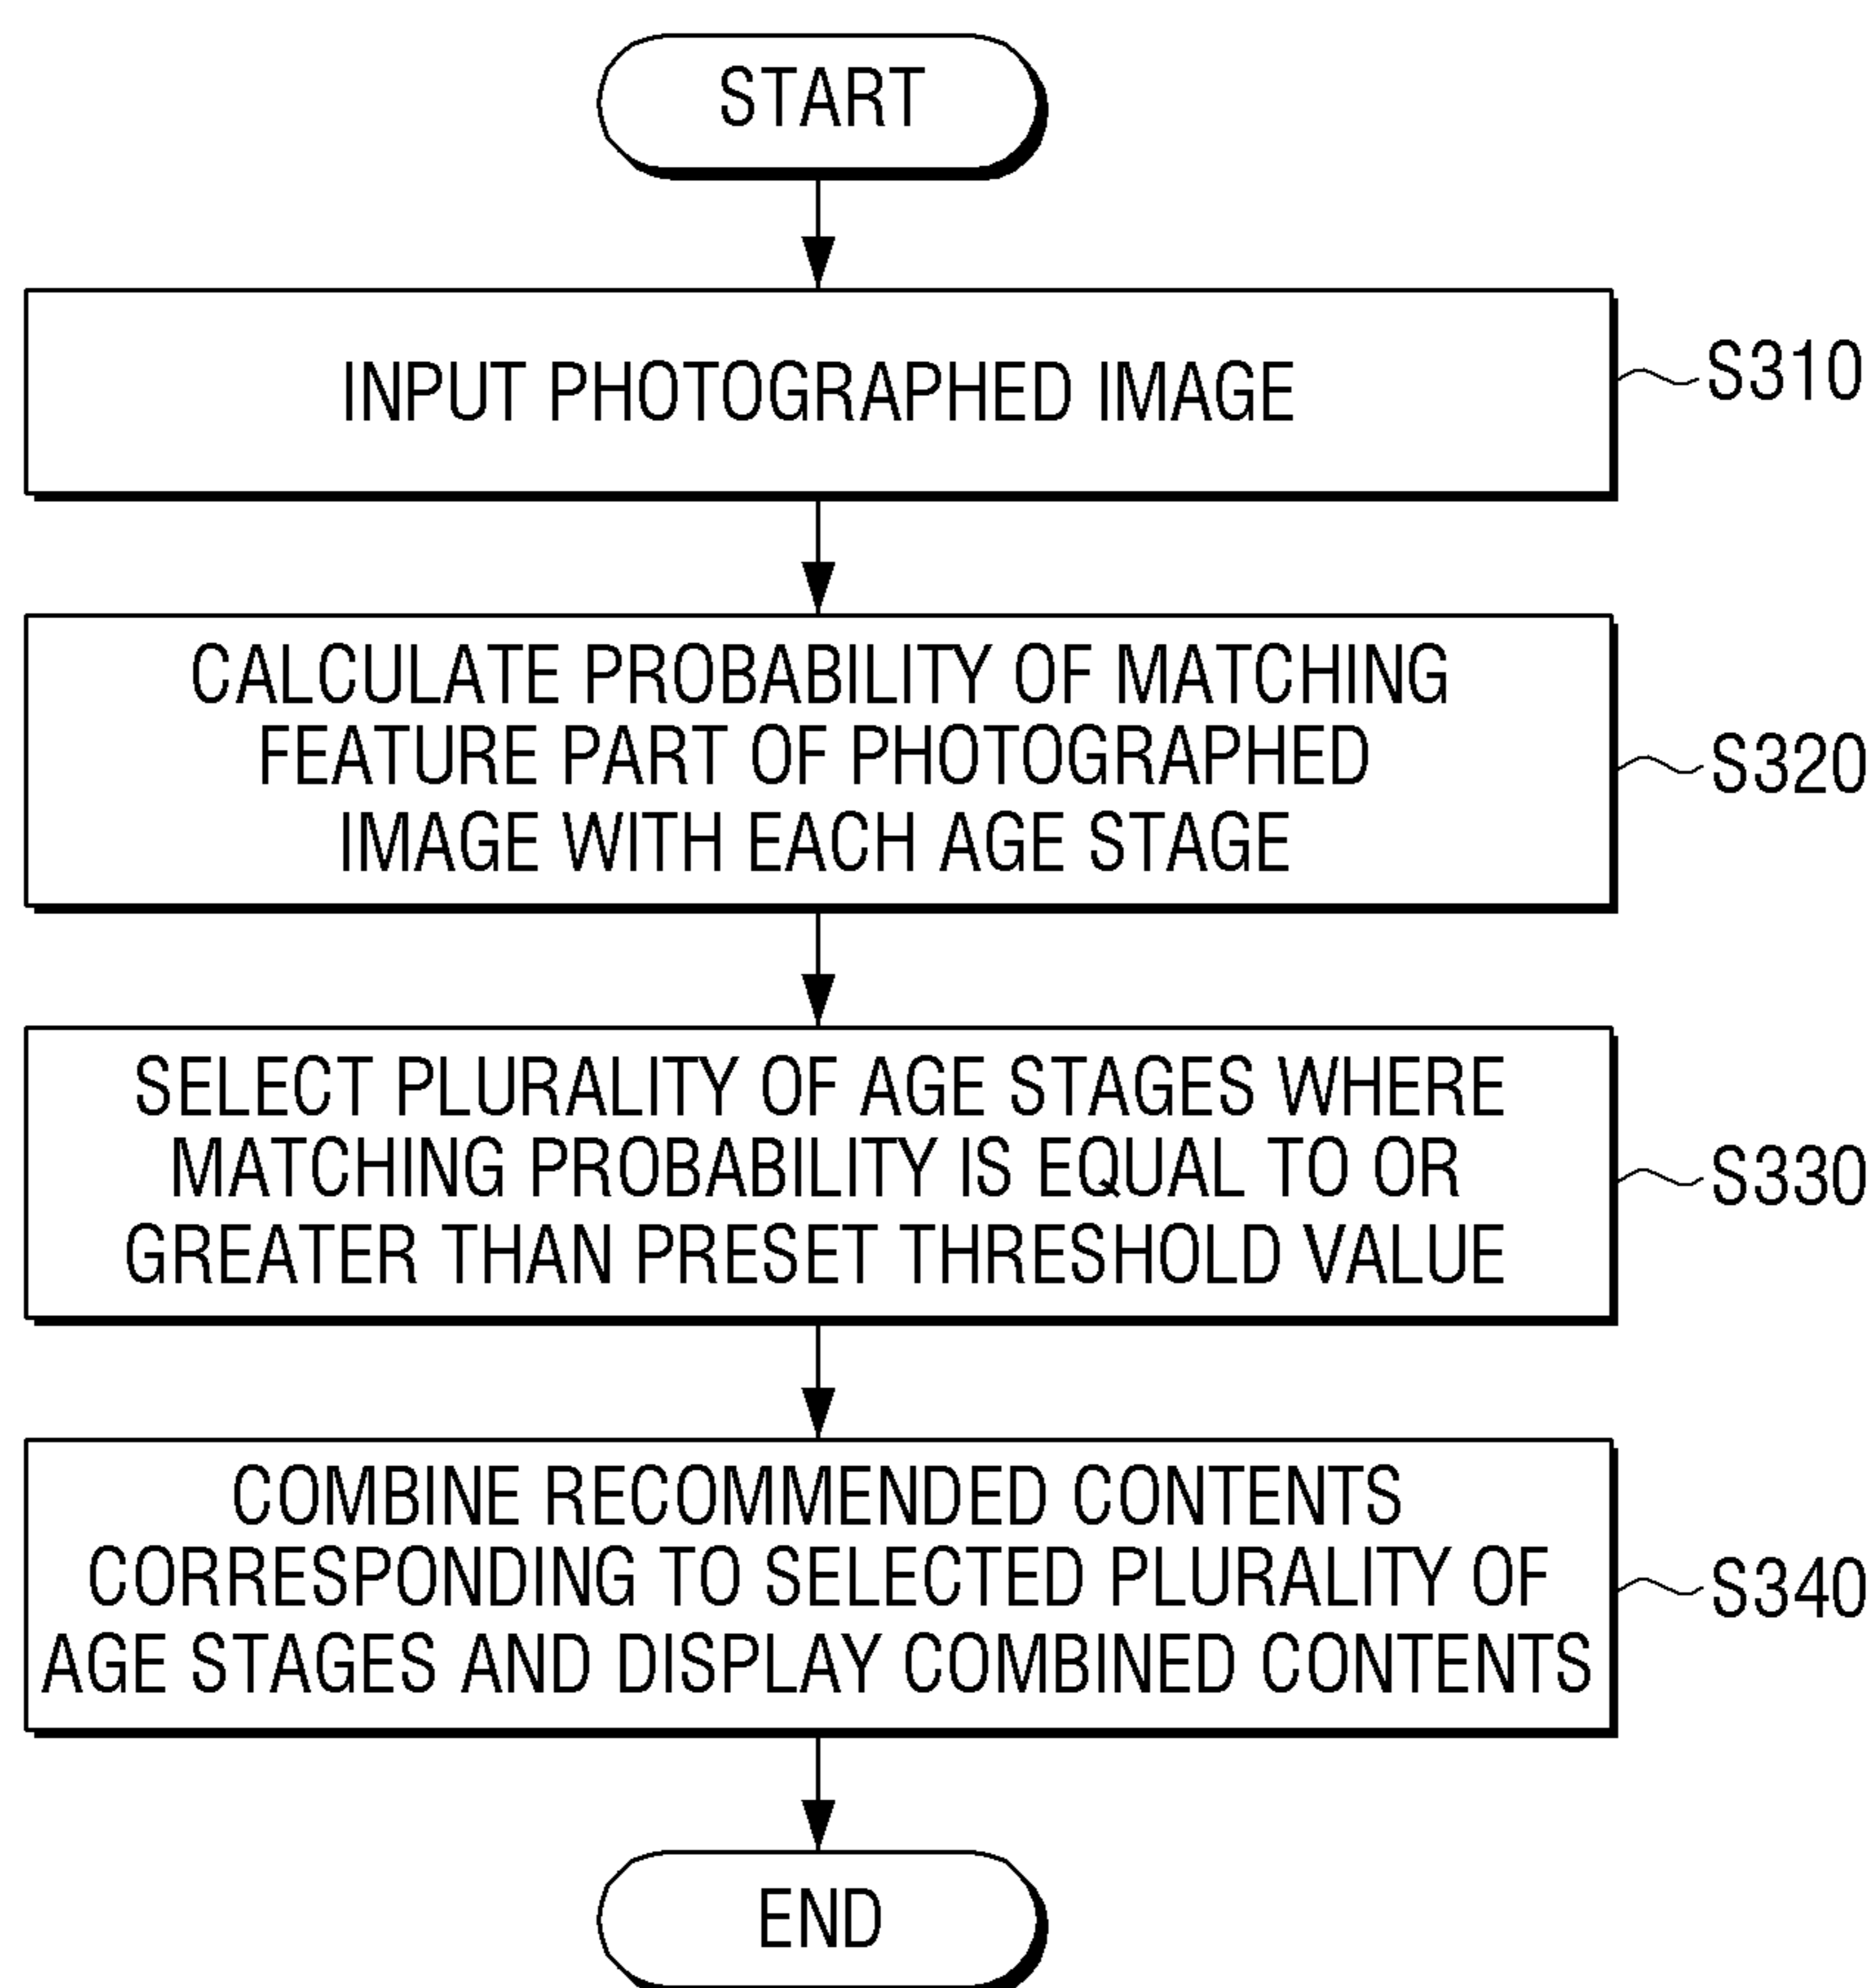 START
INPUT PHOTOGRAPHED IMAGE
S310
CALCULATE PROBABILITY OF MATCHING
FEATURE PART OF PHOTOGRAPHED
IMAGE WITH EACH AGE STAGE
S320
SELECT PLURALITY OF AGE STAGES WHERE
MATCHING PROBABILITY IS EQUAL TO OR
GREATER THAN PRESET THRESHOLD VALUE
S330
COMBINE RECOMMENDED CONTENTS
CORRESPONDING TO SELECTED PLURALITY OF
AGE STAGES AND DISPLAY COMBINED CONTENTS
S340
END